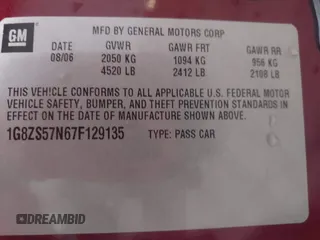 GM
MFD BY GENERAL MOTORS CORP
DATE GVWR GAWR FRT GAWR RR
08/06 2050 KG 1094 KG 956 KG
4520 LB 2412 LB 2108 LB
THIS VEHICLE CONFORMS TO ALL APPLICABLE U.S. FEDERAL MOTOR
VEHICLE SAFETY, BUMPER, AND THEFT PREVENTION STANDARDS IN
EFFECT ON THE DATE OF MANUFACTURE SHOWN ABOVE.
1G8ZS57N67F129135 TYPE: PASS CAR
DREAMBID